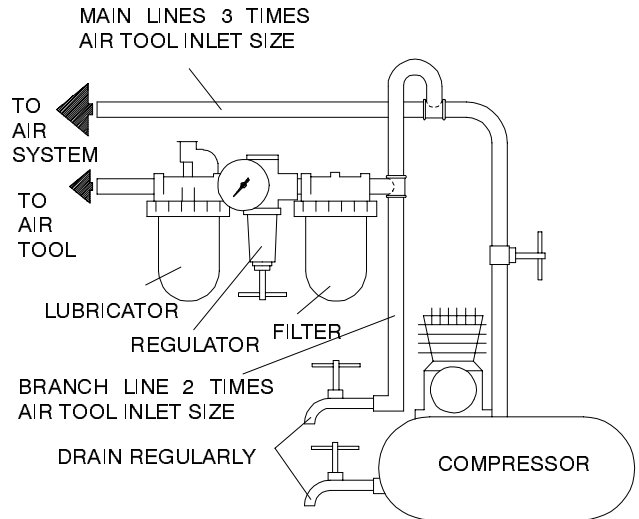 MAIN LINES 3 TIMES
AIR TOOL INLET SIZE
TO
AIR
SYSTEM
TO
AIR
TOOL
LUBRICATOR
REGULATOR
FILTER
BRANCH LINE 2 TIMES
AIR TOOL INLET SIZE
DRAIN REGULARLY
COMPRESSOR